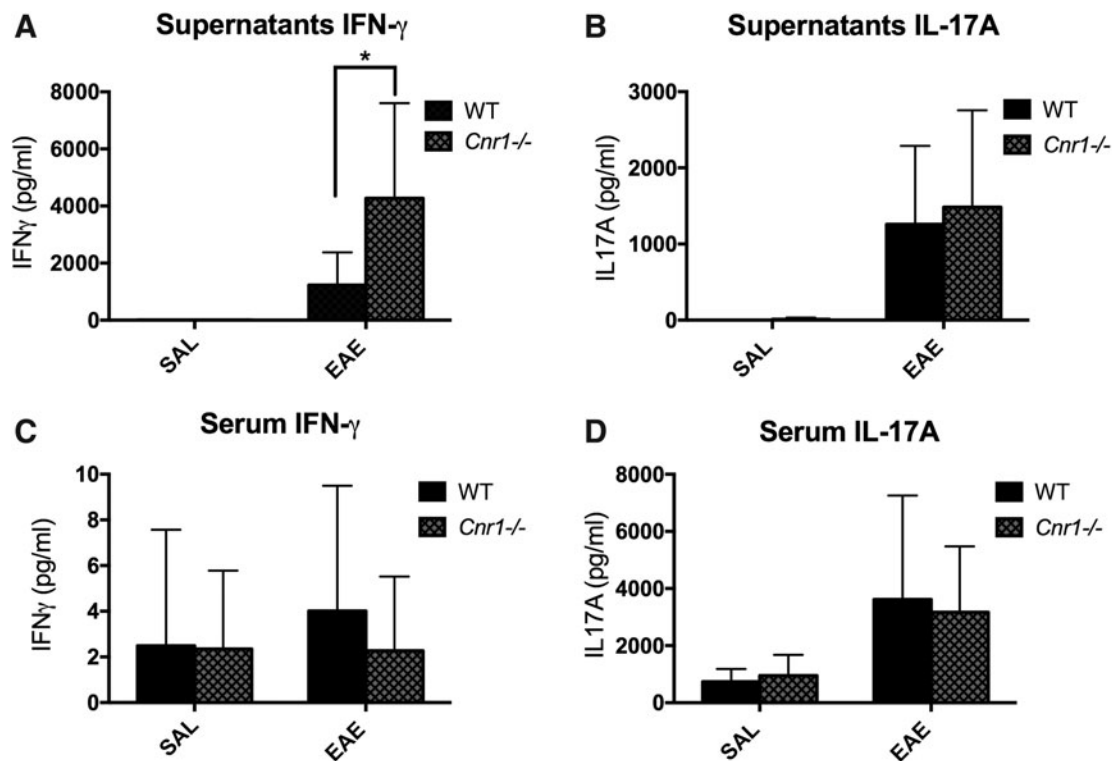 A
Supernatants IFN-γ
*
8000
6000
4000
2000
0
IFNγ (pg/ml)
WT
Cnr1-/-
SAL
EAE
B
Supernatants IL-17A
3000
2000
1000
0
IL17A (pg/ml)
WT
Cnr1-/-
SAL
EAE
C
Serum IFN-γ
10
8
6
4
2
0
IFNγ (pg/ml)
WT
Cnr1-/-
SAL
EAE
D
Serum IL-17A
8000
6000
4000
2000
0
IL17A (pg/ml)
WT
Cnr1-/-
SAL
EAE